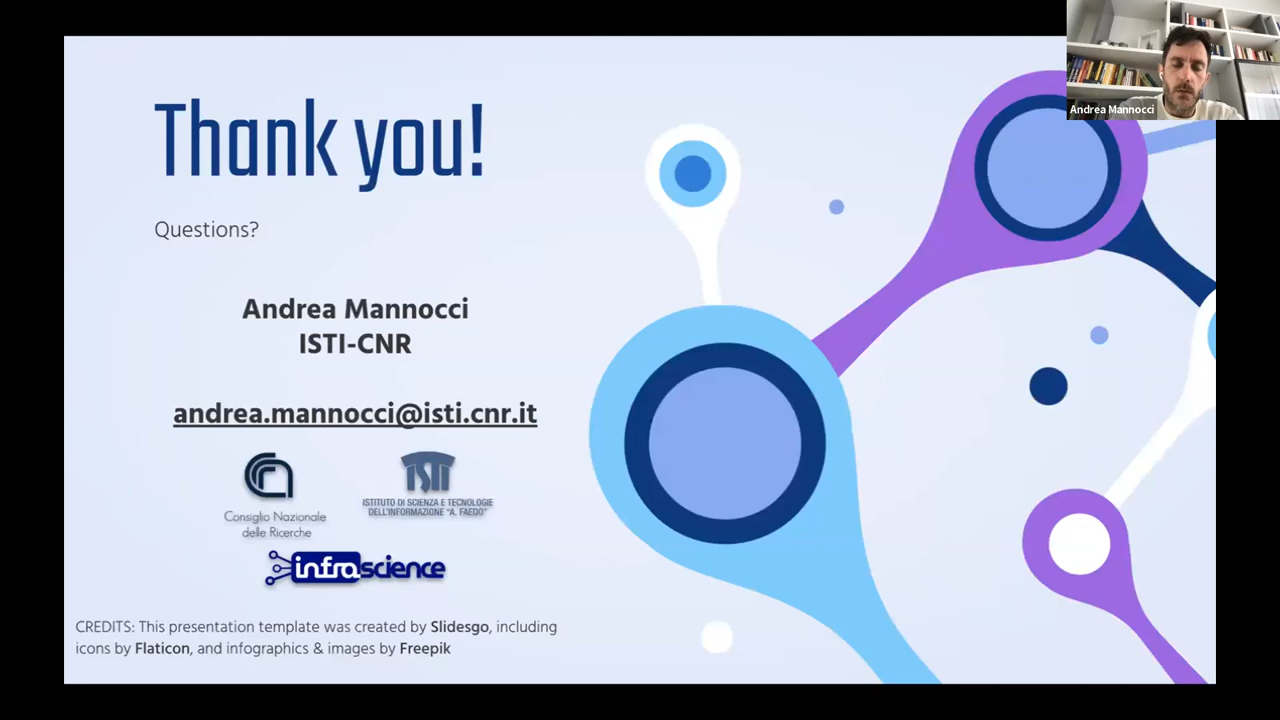 Thank you!
Questions?
Andrea Mannocci
ISTI-CNR
andrea.mannocci@isti.cnr.it
ISTI
Consiglio Nazionale
delle Ricerche
ISTITUTO DI SCIENZA E TECNOLOGIE
DELL'INFORMAZIONE "A. FAEDO"
infrascience
CREDITS: This presentation template was created by Slidesgo, including
icons by Flaticon, and infographics & images by Freepik
Andrea Mannocci